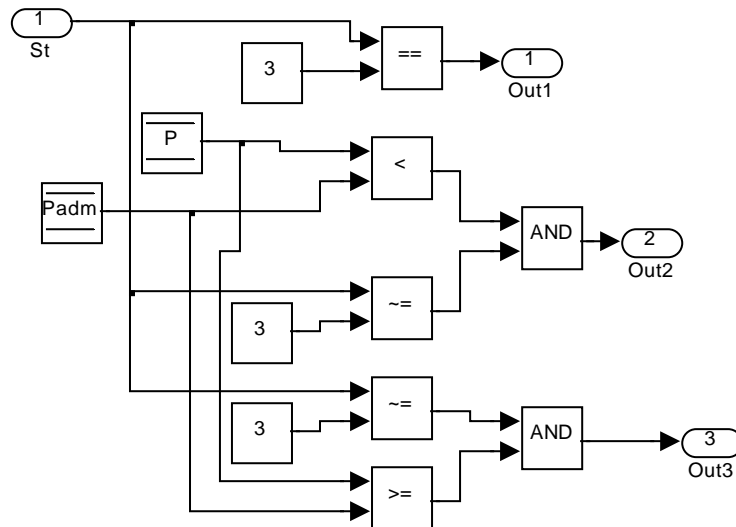 1
St
3
==
1
Out1
P
<
Padm
AND
2
Out2
3
~=
~=
3
AND
3
Out3
>=